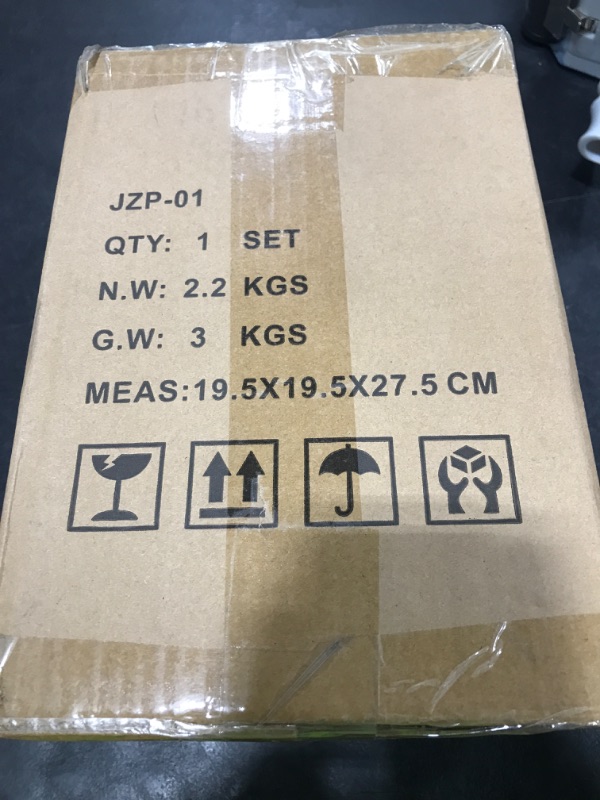 JZP-01
QTY: 1 SET
N.W: 2.2 KGS
G.W: 3 KGS
MEAS:19.5X19.5X27.5 CM